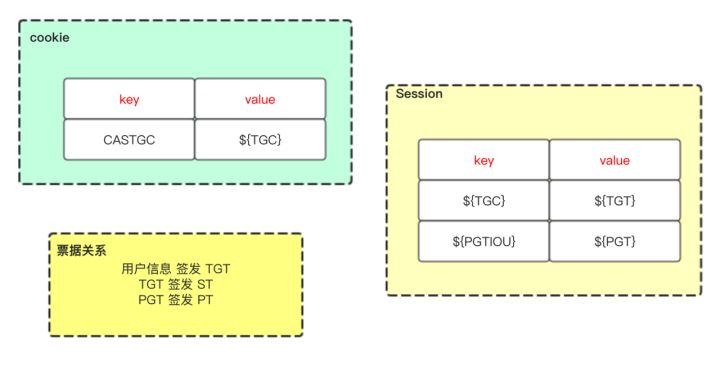 cookie
key value
CASTGC ${TGC}
Session
key value
${TGC} ${TGT}
${PGTIOU} ${PGT}
票据关系
用户信息 签发 TGT
TGT 签发 ST
PGT 签发 PT